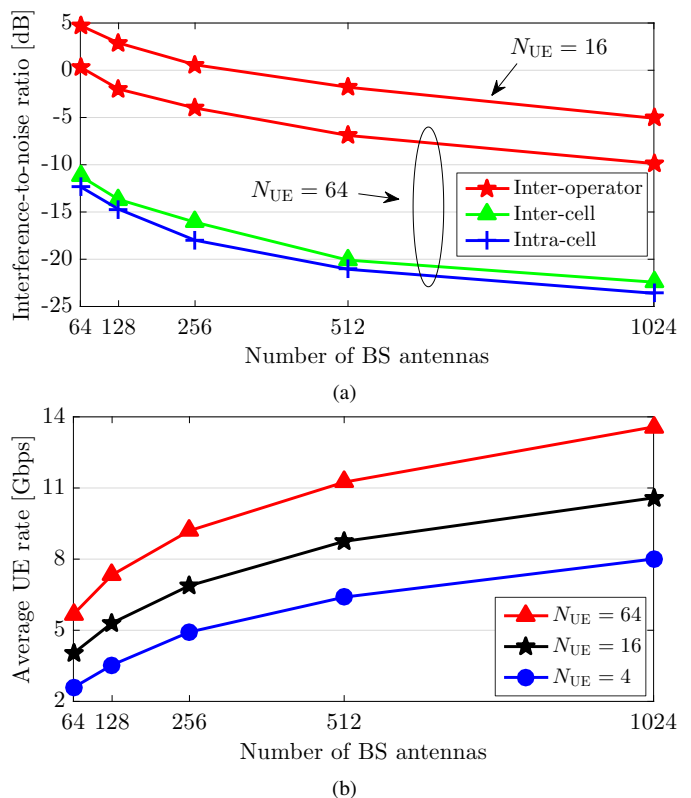 Interference-to-noise ratio [dB]
5
0
-5
-10
-15
-20
-25
N_UE = 16
N_UE = 64
Inter-operator
Inter-cell
Intra-cell
64 128 256 512 1024
Number of BS antennas
(a)
Average UE rate [Gbps]
14
11
8
5
2
N_UE = 64
N_UE = 16
N_UE = 4
64 128 256 512 1024
Number of BS antennas
(b)